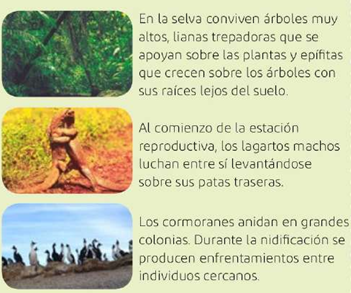 En la selva conviven árboles muy
altos, lianas trepadoras que se
apoyan sobre las plantas y epífitas
que crecen sobre los árboles con
sus raíces lejos del suelo.
Al comienzo de la estación
reproductiva, los lagartos machos
luchan entre sí levantándose
sobre sus patas traseras.
Los cormoranes anidan en grandes
colonias. Durante la nidificación se
producen enfrentamientos entre
individuos cercanos.